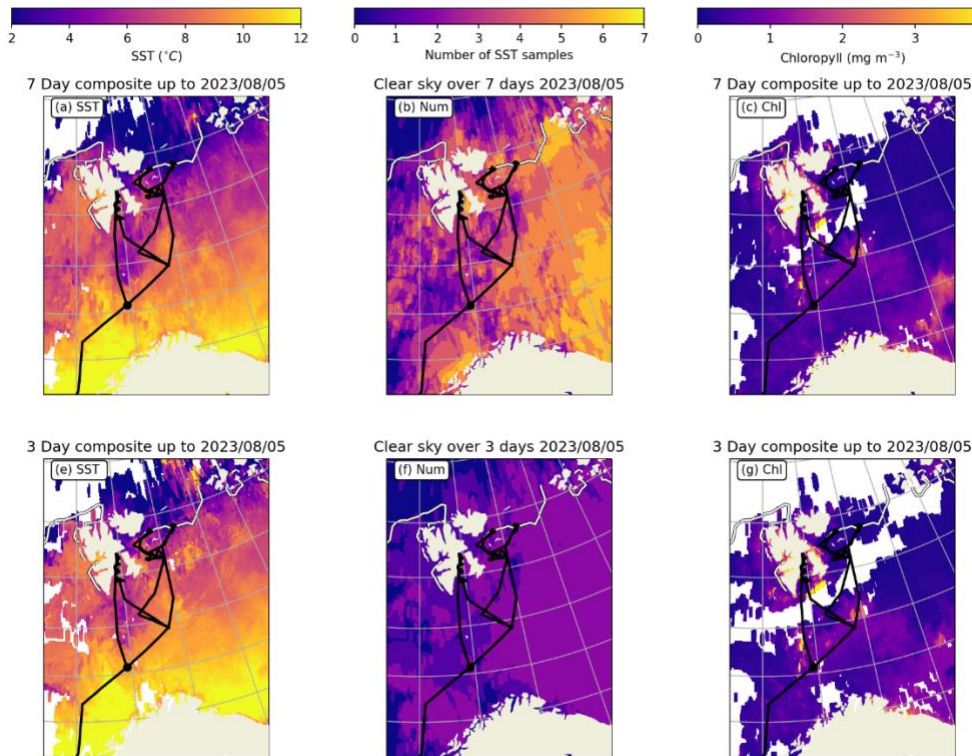 2 4 6 8 10 12
SST (°C)
0 1 2 3 4 5 6 7
Number of SST samples
0 1 2 3
Chloropyll (mg m⁻³)
7 Day composite up to 2023/08/05
(a) SST
Clear sky over 7 days 2023/08/05
(b) Num
7 Day composite up to 2023/08/05
(c) Chl
3 Day composite up to 2023/08/05
(e) SST
Clear sky over 3 days 2023/08/05
(f) Num
3 Day composite up to 2023/08/05
(g) Chl